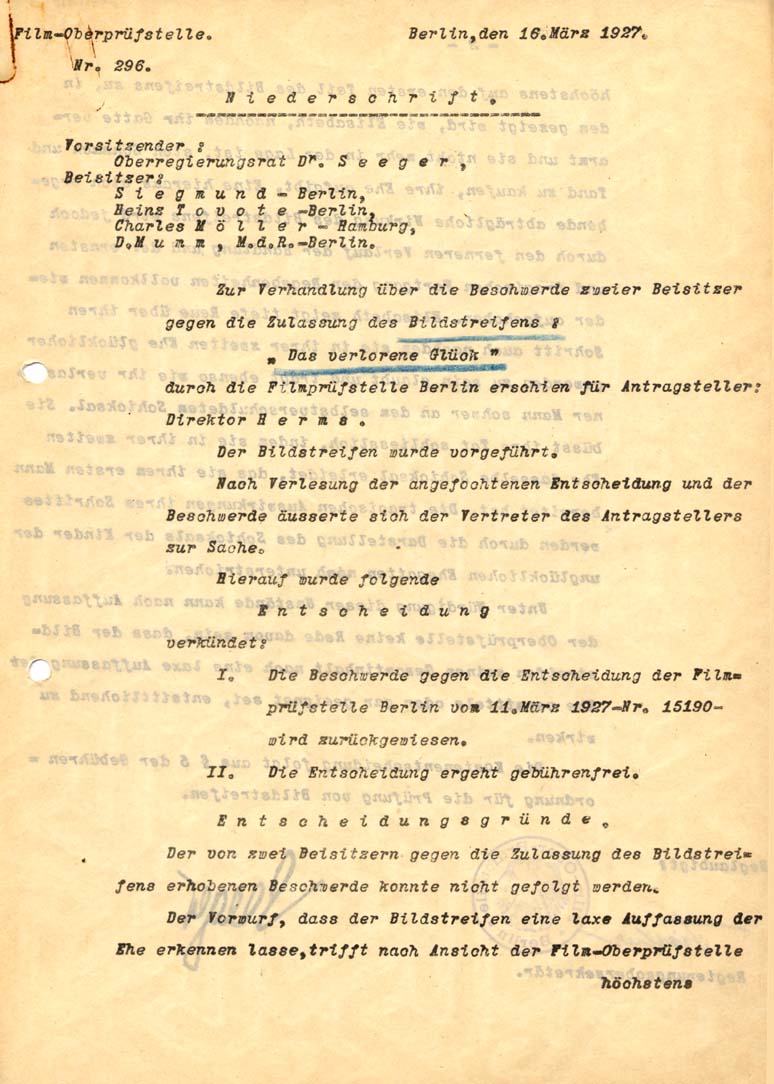 Film-Oberprüfstelle. Berlin,den 16.März 1927.
Nr. 296.
N i e d e r s c h r i f t .
Vorsitzender :
Oberregierungsrat Dr. S e e g e r ,
Beisitzer:
S i e g m u n d - Berlin,
Heinz T o v o t e -Berlin,
Charles M ö l l e r - Hamburg,
D.M u m m , M.d.R.-Berlin.
Zur Verhandlung über die Beschwerde zweier Beisitzer
gegen die Zulassung des Bildstreifens :
" Das verlorene Glück "
durch die Filmprüfstelle Berlin erschien für Antragsteller:
Direktor H e r m s .
Der Bildstreifen wurde vorgeführt.
Nach Verlesung der angefochtenen Entscheidung und der
Beschwerde äusserte sich der Vertreter des Antragstellers
zur Sache.
Hierauf wurde folgende
E n t s c h e i d u n g
verkündet:
I. Die Beschwerde gegen die Entscheidung der Film=
prüfstelle Berlin vom 11.März 1927-Nr. 15190-
wird zurückgewiesen.
II. Die Entscheidung ergeht gebührenfrei.
E n t s c h e i d u n g s g r ü n d e .
Der von zwei Beisitzern gegen die Zulassung des Bildstrei=
fens erhobenen Beschwerde konnte nicht gefolgt werden.
Der Vorwurf, dass der Bildstreifen eine laxe Auffassung der
Ehe erkennen lasse,trifft nach Ansicht der Film-Oberprüfstelle
höchstens